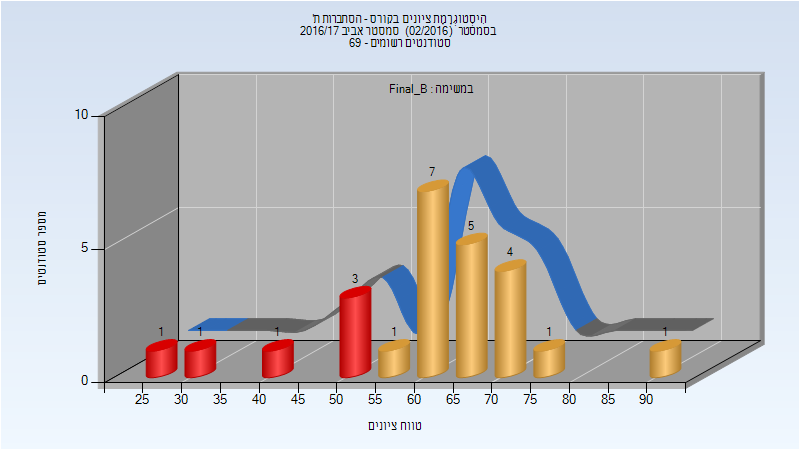 היסטוגרמת ציונים בקורס - הסתברות ת'
בסמסטר (02/2016) סמסטר אביב 2016/17
סטודנטים רשומים - 69
במשימה : Final_B
מספר סטודנטים
10
5
0
1
1
1
3
1
7
5
4
1
1
25 30 35 40 45 50 55 60 65 70 75 80 85 90
טווח ציונים